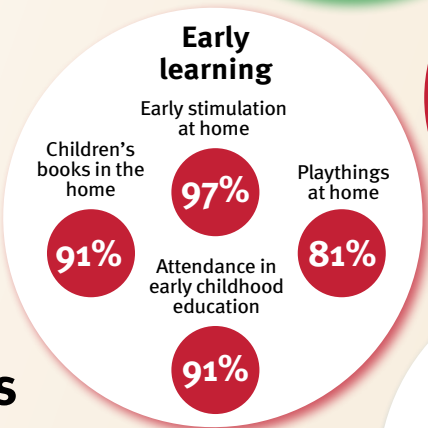 Early
learning
Early stimulation
at home
97%
Children's
books in the
home
91%
Playthings
at home
81%
Attendance in
early childhood
education
91%
s